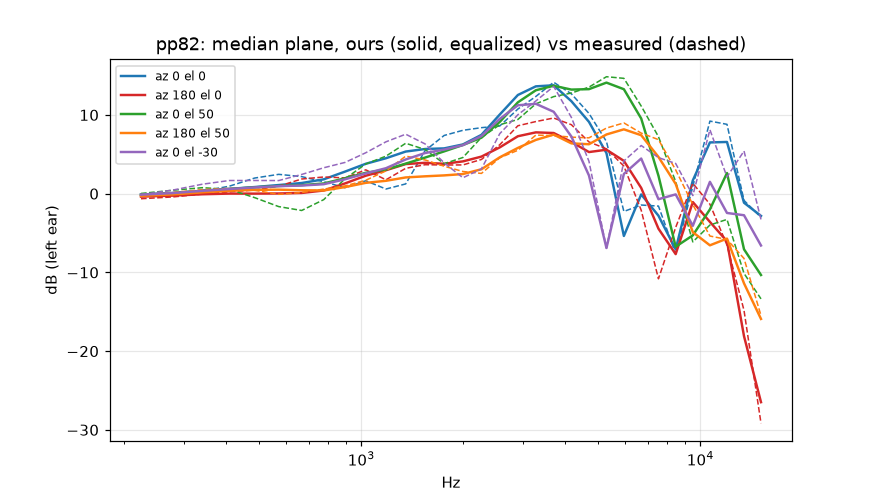 pp82: median plane, ours (solid, equalized) vs measured (dashed)
az 0 el 0
az 180 el 0
az 0 el 50
az 180 el 50
az 0 el -30
dB (left ear)
10
0
−10
−20
−30
10³
10⁴
Hz